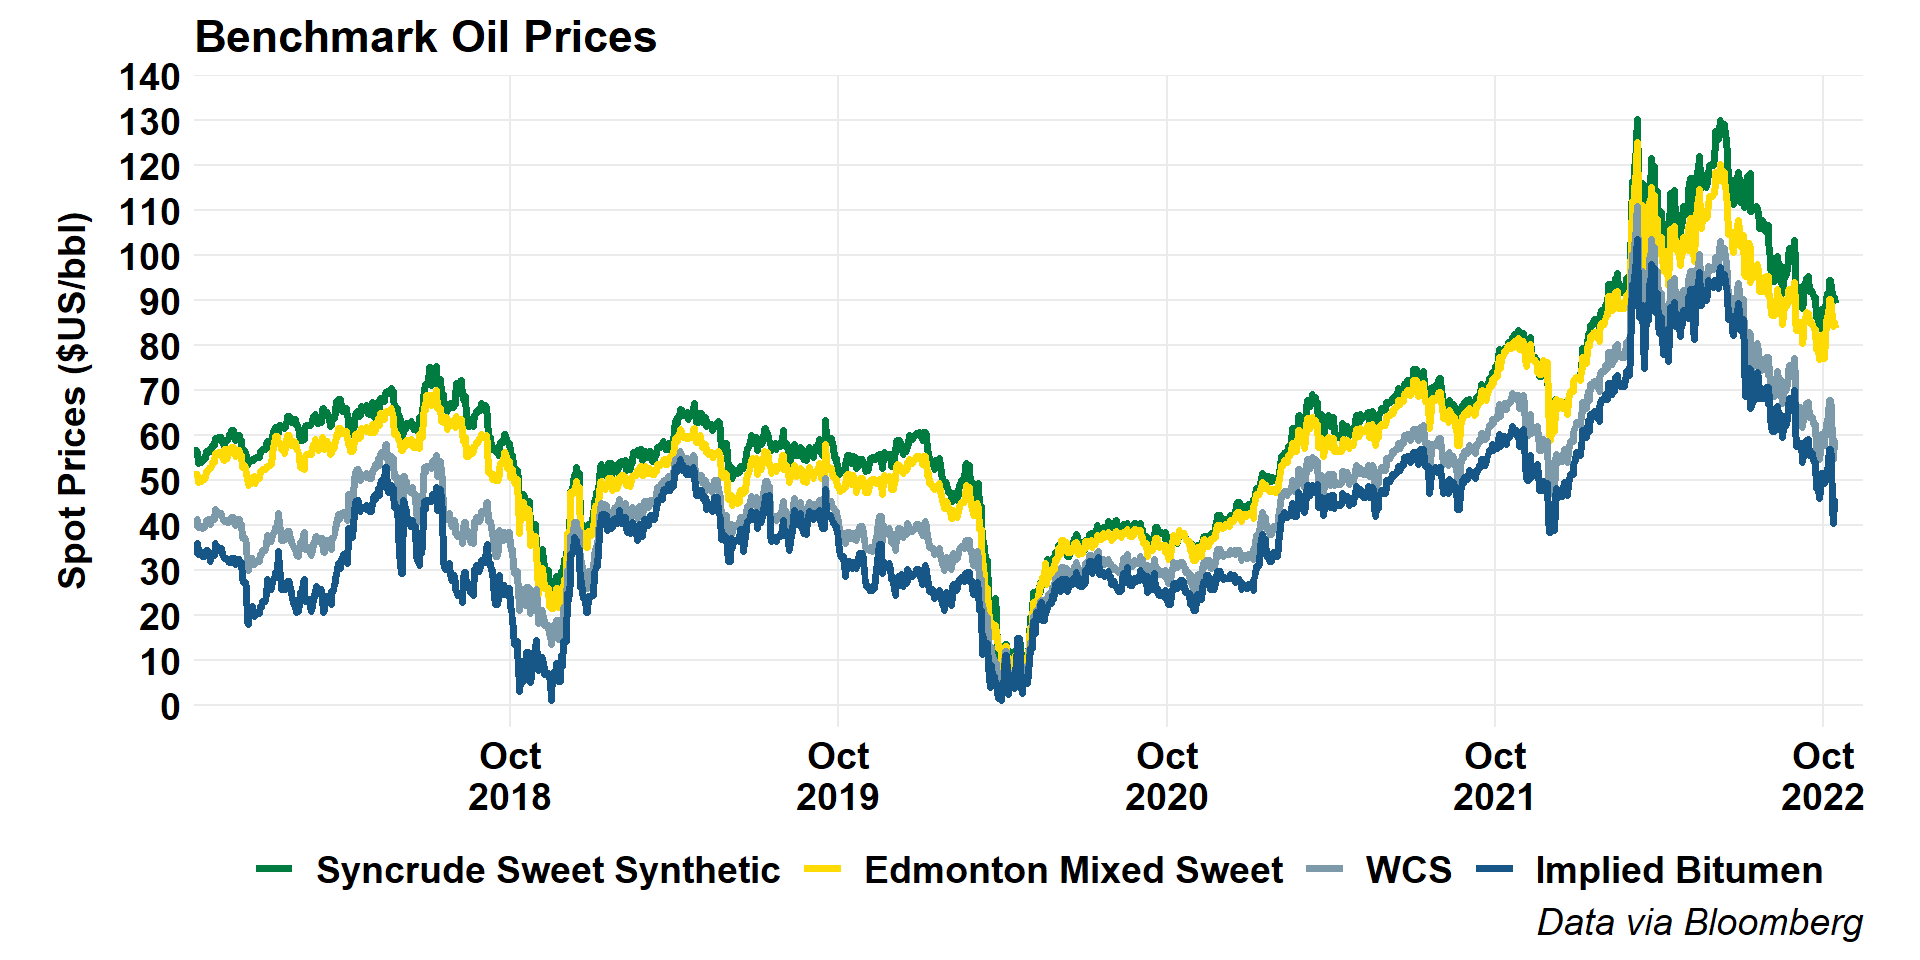 Benchmark Oil Prices
Spot Prices ($US/bbl)
140
130
120
110
100
90
80
70
60
50
40
30
20
10
0
Oct Oct Oct Oct Oct
2018 2019 2020 2021 2022
Syncrude Sweet Synthetic Edmonton Mixed Sweet WCS Implied Bitumen
Data via Bloomberg